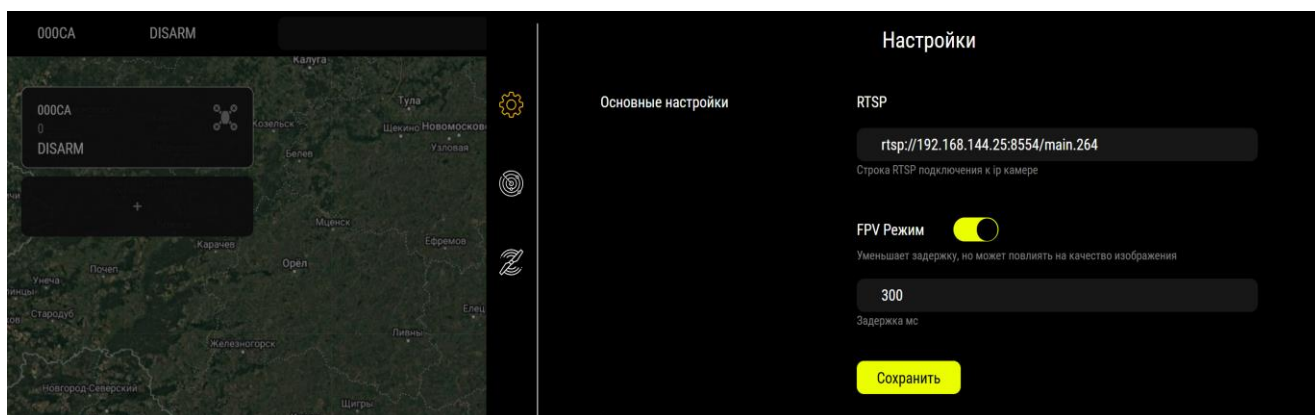 000CA
DISARM
Калуга
000CA
0
DISARM
Козельск
Тула
Щекино
Новомосков
Узловая
Белев
+
Мценск
Карачев
Ефремов
Орёл
Почеп
Унеча
Стародуб
Елец
Ливны
Железногорск
Новгород-Северский
Щигры
Настройки
Основные настройки
RTSP
rtsp://192.168.144.25:8554/main.264
Строка RTSP подключения к ip камере
FPV Режим
Уменьшает задержку, но может повлиять на качество изображения
300
Задержка мс
Сохранить